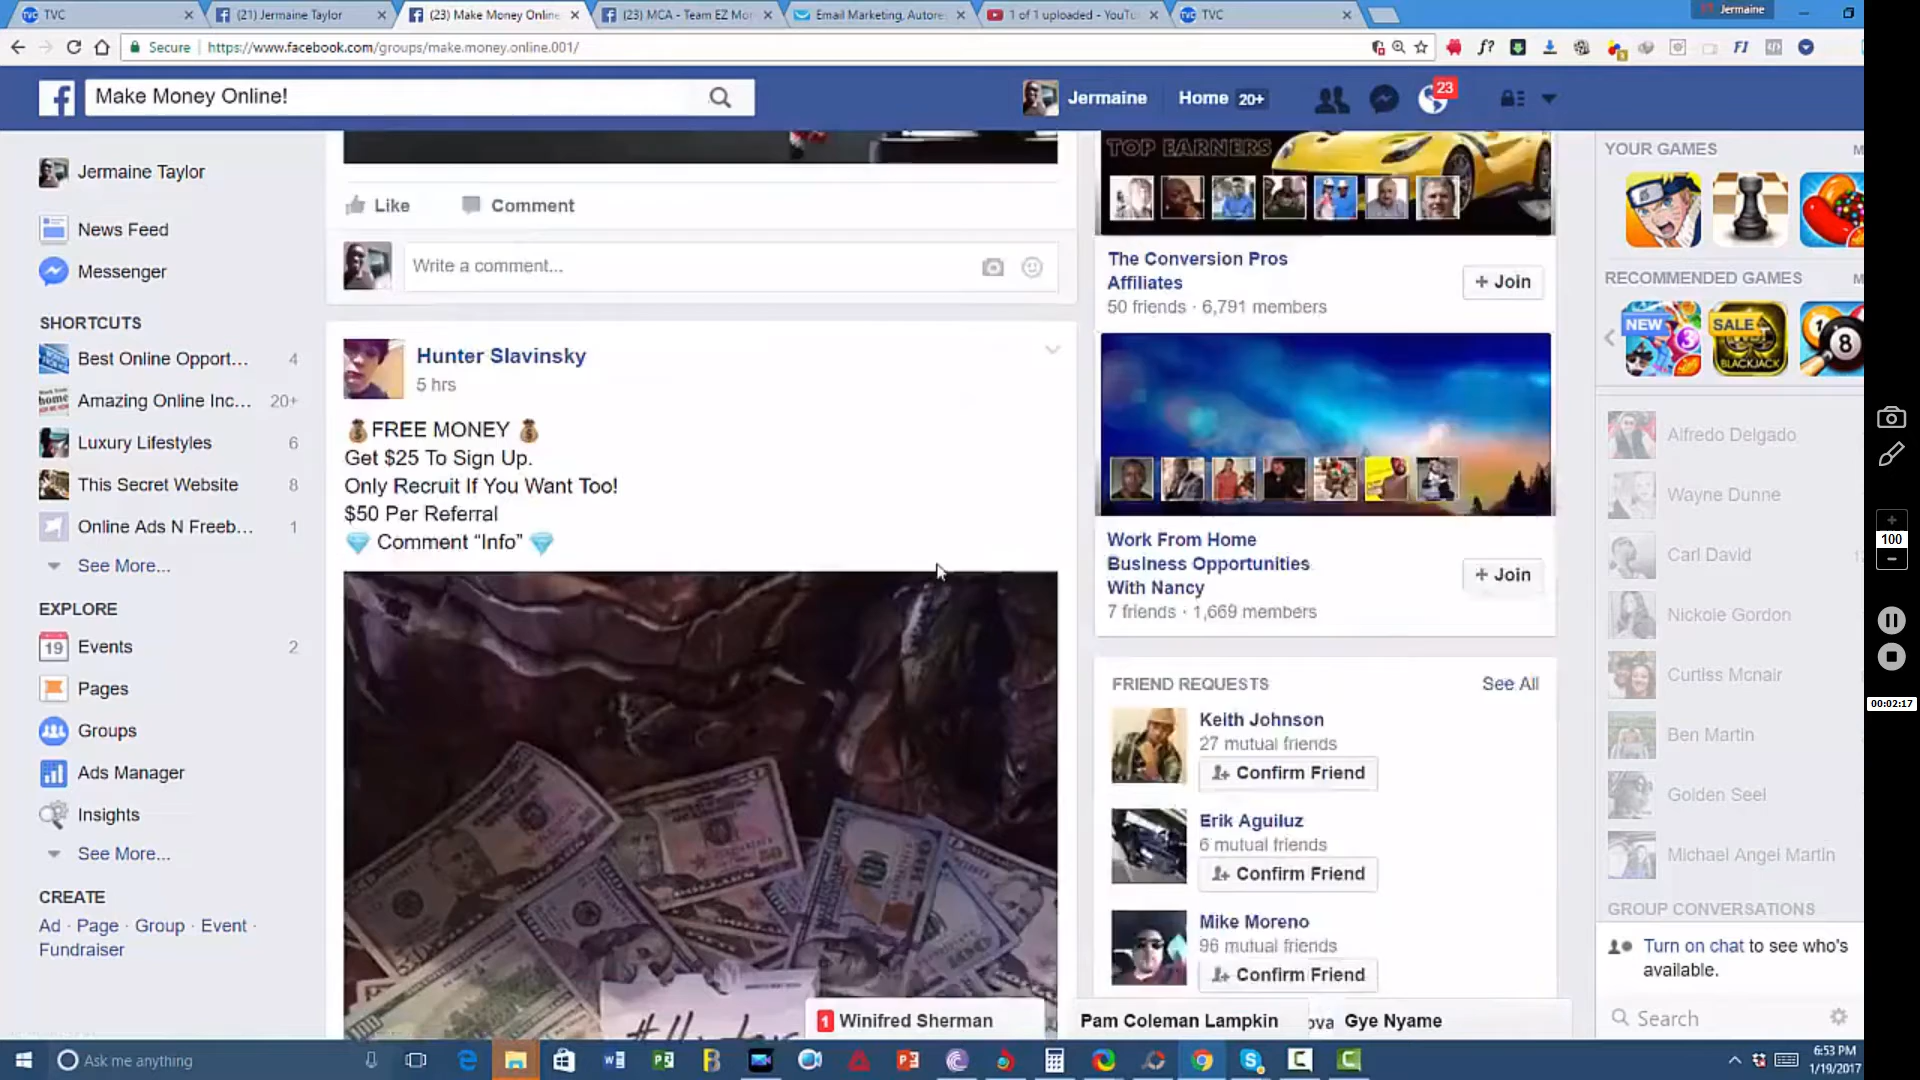 TVC
(21) Jermaine Taylor
(23) Make Money Online
(23) MCA - Team EZ Mo
Email Marketing, Autore
1 of 1 uploaded - YouTu
TVC
Jermaine
Secure
https://www.facebook.com/groups/make.money.online.001/
Make Money Online!
Jermaine
Home 20+
23
Jermaine Taylor
News Feed
Messenger
SHORTCUTS
Best Online Opport... 4
Amazing Online Inc... 20+
Luxury Lifestyles 6
This Secret Website 8
Online Ads N Freeb... 1
See More...
EXPLORE
19 Events 2
Pages
Groups
Ads Manager
Insights
See More...
CREATE
Ad · Page · Group · Event ·
Fundraiser
Like Comment
Write a comment...
Hunter Slavinsky
5 hrs
FREE MONEY
Get $25 To Sign Up.
Only Recruit If You Want Too!
$50 Per Referral
Comment “Info”
TOP EARNERS
The Conversion Pros
Affiliates
50 friends · 6,791 members
+ Join
Work From Home
Business Opportunities
With Nancy
7 friends · 1,669 members
+ Join
FRIEND REQUESTS See All
Keith Johnson
27 mutual friends
Confirm Friend
Erik Aguiluz
6 mutual friends
Confirm Friend
Mike Moreno
96 mutual friends
Confirm Friend
YOUR GAMES M
RECOMMENDED GAMES M
NEW
SALE
BLACKJACK
8
Alfredo Delgado
Wayne Dunne
Carl David
Nickole Gordon
Curtiss Mcnair
Ben Martin
Golden Seel
Michael Angel Martin
GROUP CONVERSATIONS
Turn on chat to see who's
available.
Search
1 Winifred Sherman
Pam Coleman Lampkin
ova
Gye Nyame
100
00:02:17
Ask me anything
6:53 PM
1/19/2017